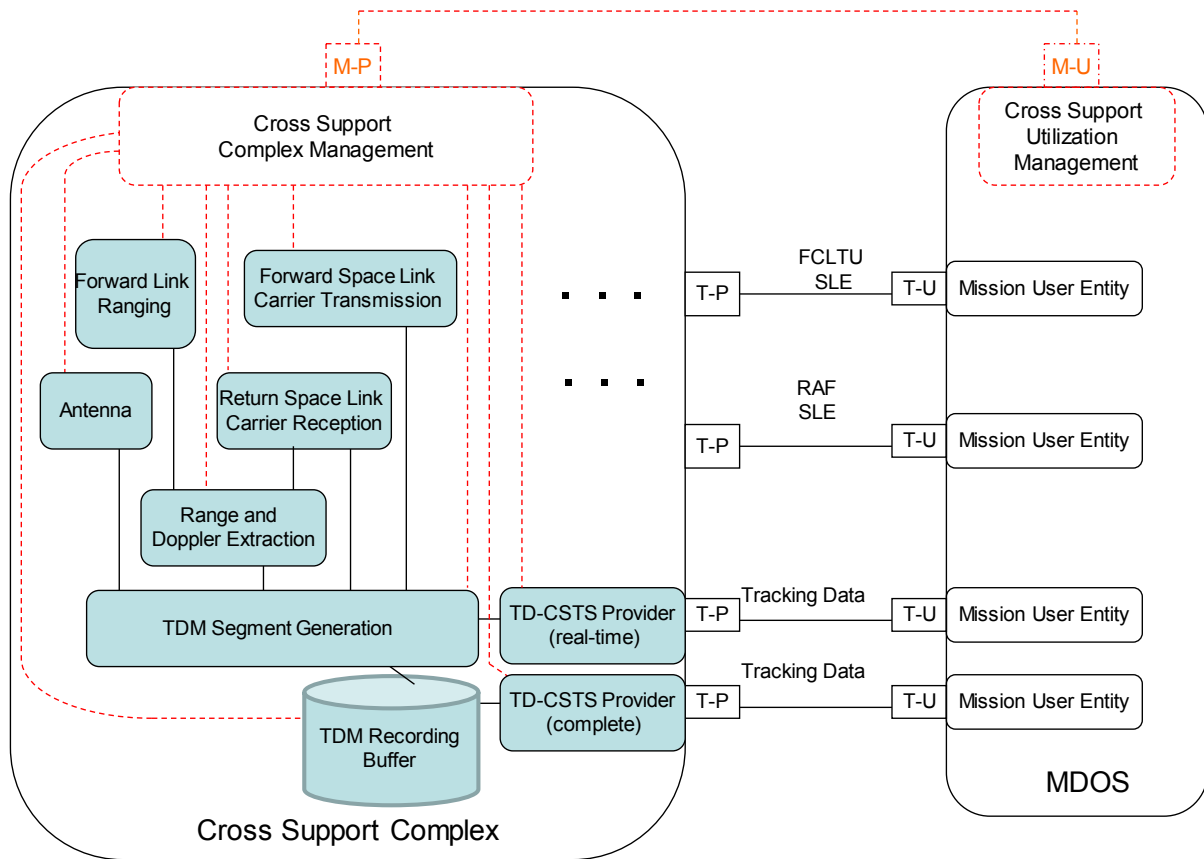 M-P
M-U
Cross Support
Complex Management
Cross Support
Utilization
Management
Forward Link
Ranging
Forward Space Link
Carrier Transmission
FCLTU
SLE
T-P
T-U
Mission User Entity
. . .
Antenna
Return Space Link
Carrier Reception
. . .
RAF
SLE
T-P
T-U
Mission User Entity
Range and
Doppler Extraction
TDM Segment Generation
TD-CSTS Provider
(real-time)
T-P
Tracking Data
T-U
Mission User Entity
TDM Recording
Buffer
TD-CSTS Provider
(complete)
T-P
Tracking Data
T-U
Mission User Entity
MDOS
Cross Support Complex